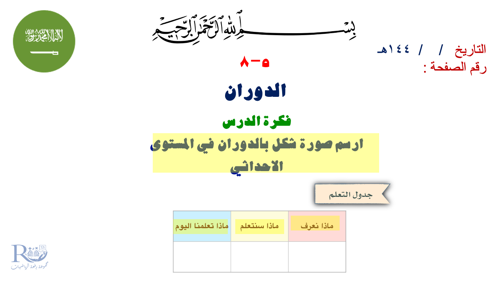 بسم الله الرحمن الرحيم
التاريخ / / ١٤٤هـ
رقم الصفحة :
٥-٨
الدوران
فكرة الدرس
ارسم صورة شكل بالدوران في المستوى
الاحداثي
جدول التعلم
ماذا نعرف ماذا سنتعلم ماذا تعلمنا اليوم